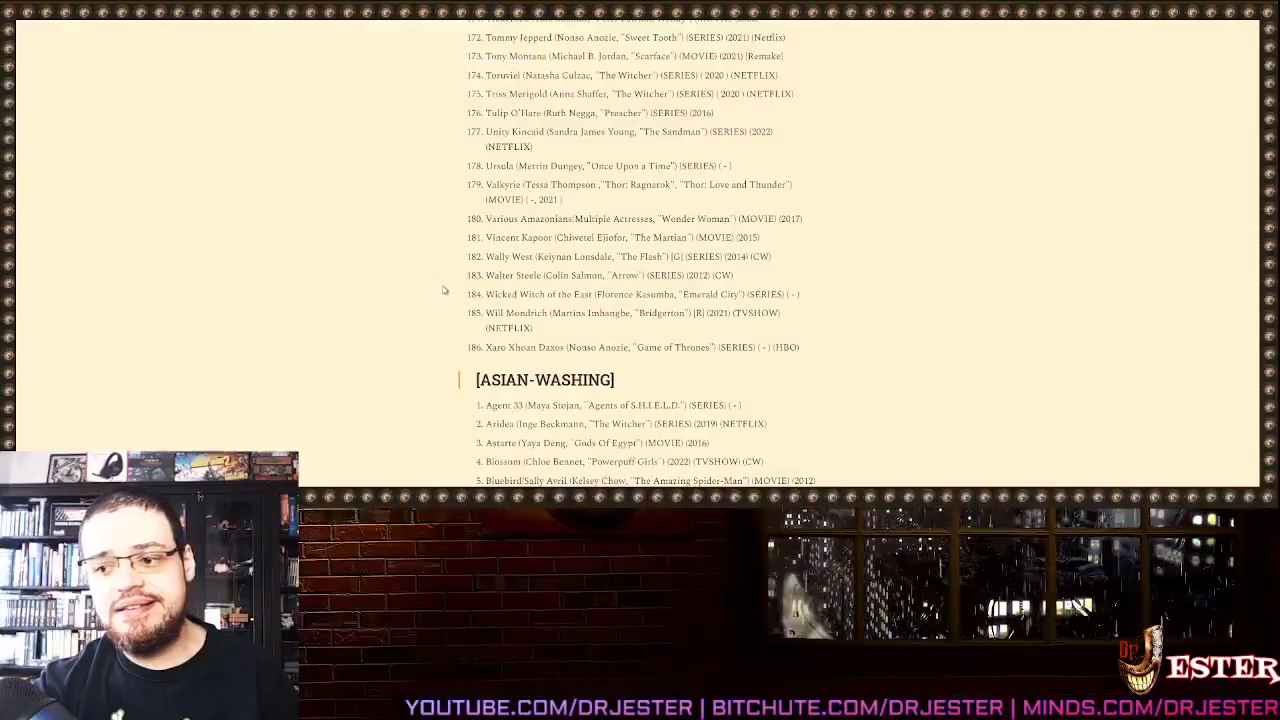 172. Tommy Jepperd (Nonso Anozie, "Sweet Tooth") (SERIES) (2021) (Netflix)
173. Tony Montana (Michael B. Jordan, "Scarface") (MOVIE) (2021) [Remake]
174. Toruviel (Natasha Culzac, "The Witcher") (SERIES) ( 2020 ) (NETFLIX)
175. Triss Merigold (Anna Shaffer, "The Witcher") (SERIES) ( 2020 ) (NETFLIX)
176. Tulip O'Hare (Ruth Negga, "Preacher") (SERIES) (2016)
177. Unity Kincaid (Sandra James Young, "The Sandman") (SERIES) (2022)
(NETFLIX)
178. Ursula (Merrin Dungey, "Once Upon a Time") (SERIES) ( - )
179. Valkyrie (Tessa Thompson ,"Thor: Ragnarok", "Thor: Love and Thunder")
(MOVIE) ( -, 2021 )
180. Various Amazonians(Multiple Actresses, "Wonder Woman") (MOVIE) (2017)
181. Vincent Kapoor (Chiwetel Ejiofor, "The Martian") (MOVIE) (2015)
182. Wally West (Keiynan Lonsdale, "The Flash") [G] (SERIES) (2014) (CW)
183. Walter Steele (Colin Salmon, "Arrow") (SERIES) (2012) (CW)
184. Wicked Witch of the East (Florence Kasumba, "Emerald City") (SERIES) ( - )
185. Will Mondrich (Martins Imhangbe, "Bridgerton") [R] (2021) (TVSHOW)
(NETFLIX)
186. Xaro Xhoan Daxos (Nonso Anozie, "Game of Thrones") (SERIES) ( - ) (HBO)
[ASIAN-WASHING]
1. Agent 33 (Maya Stojan, "Agents of S.H.I.E.L.D.") (SERIES) ( - )
2. Aridea (Inge Beckmann, "The Witcher") (SERIES) (2019) (NETFLIX)
3. Astarte (Yaya Deng, "Gods Of Egypt") (MOVIE) (2016)
4. Blossom (Chloe Bennet, "Powerpuff Girls") (2022) (TVSHOW) (CW)
5. Bluebird/Sally Avril (Kelsey Chow, "The Amazing Spider-Man") (MOVIE) (2012)
Dr JESTER
YOUTUBE.COM/DRJESTER | BITCHUTE.COM/DRJESTER | MINDS.COM/DRJESTER